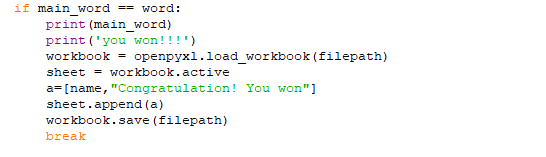 if main_word == word:
    print(main_word)
    print('you won!!!')
    workbook = openpyxl.load_workbook(filepath)
    sheet = workbook.active
    a=[name,"Congratulation! You won"]
    sheet.append(a)
    workbook.save(filepath)
    break